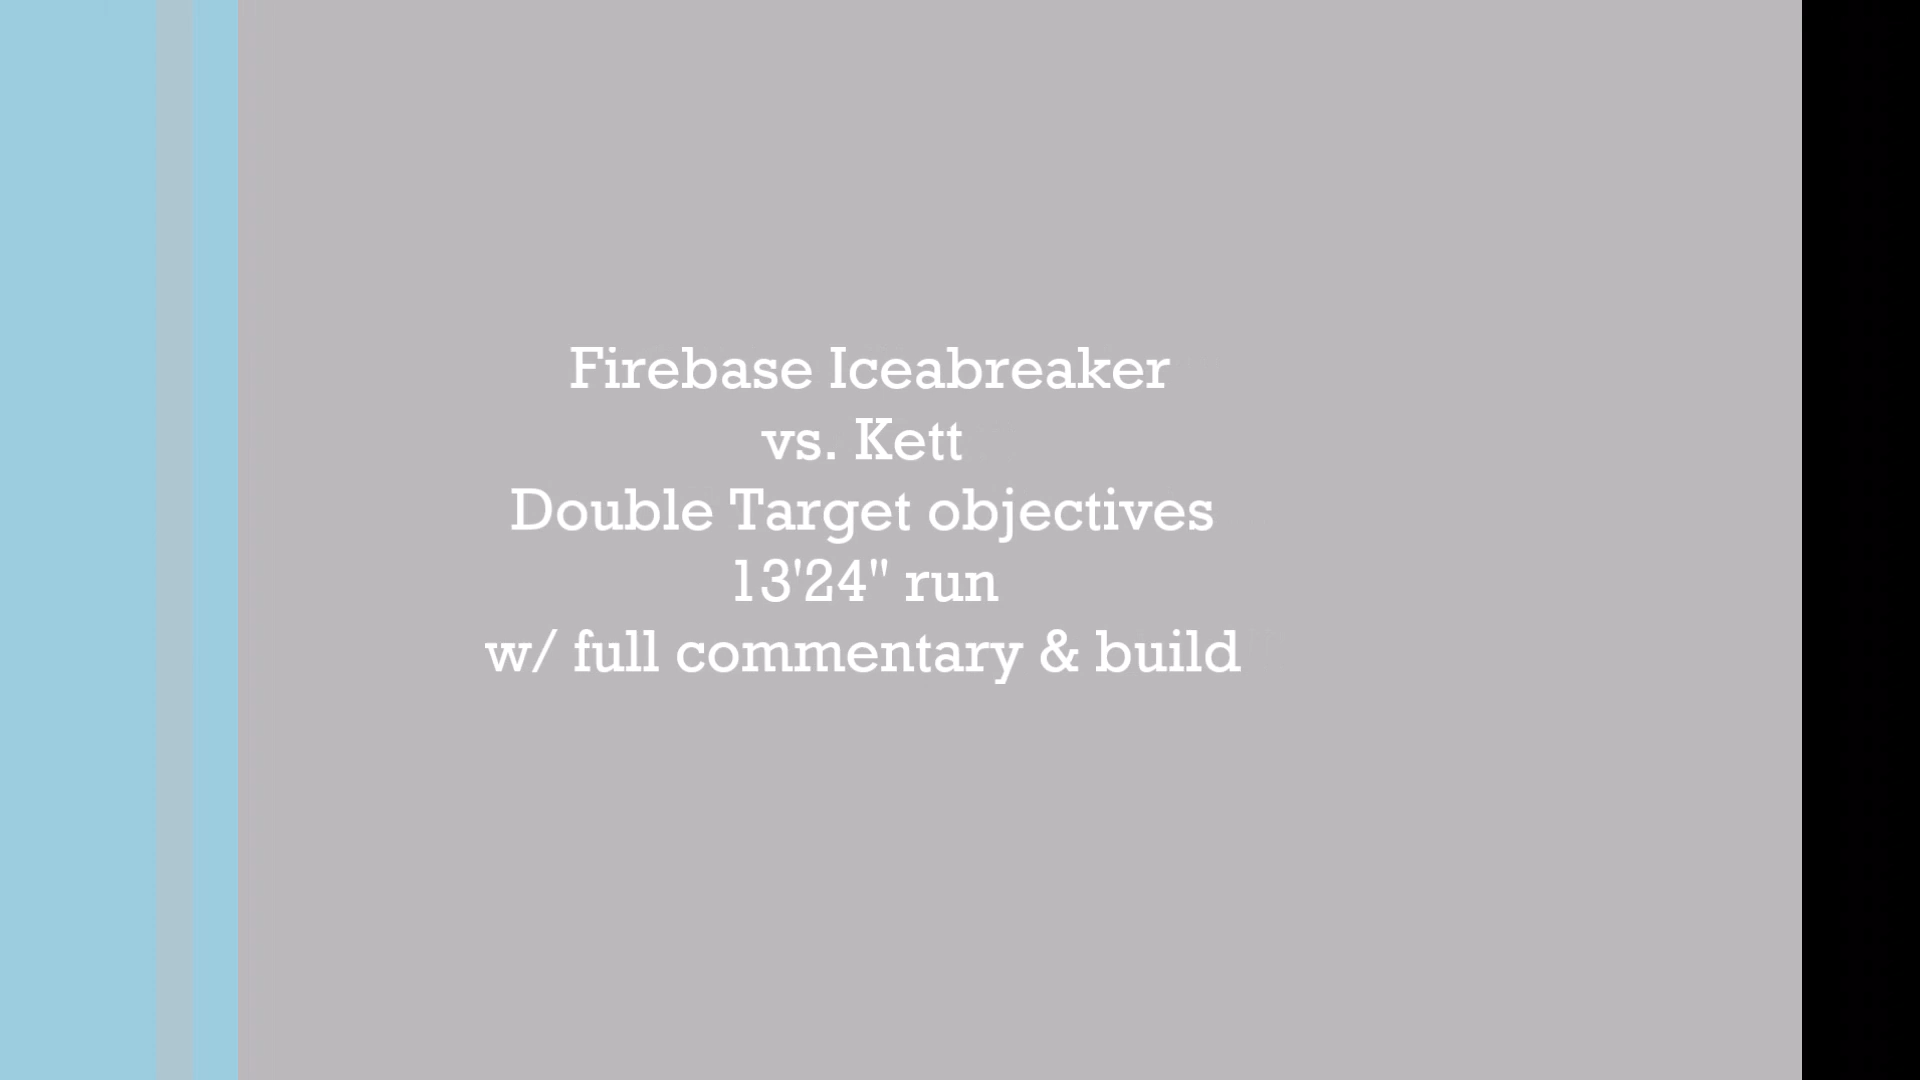 Firebase Iceabreaker
vs. Kett
Double Target objectives
13'24" run
w/ full commentary & build